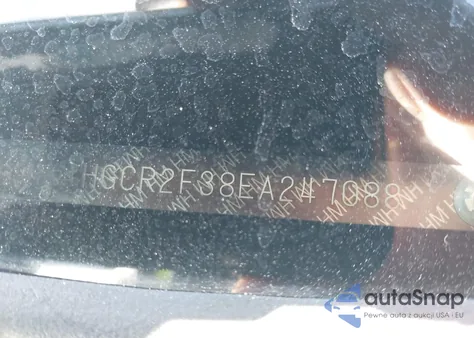 HGCR2F38EA247088
autoSnap
Pewne auta z aukcji USA i EU